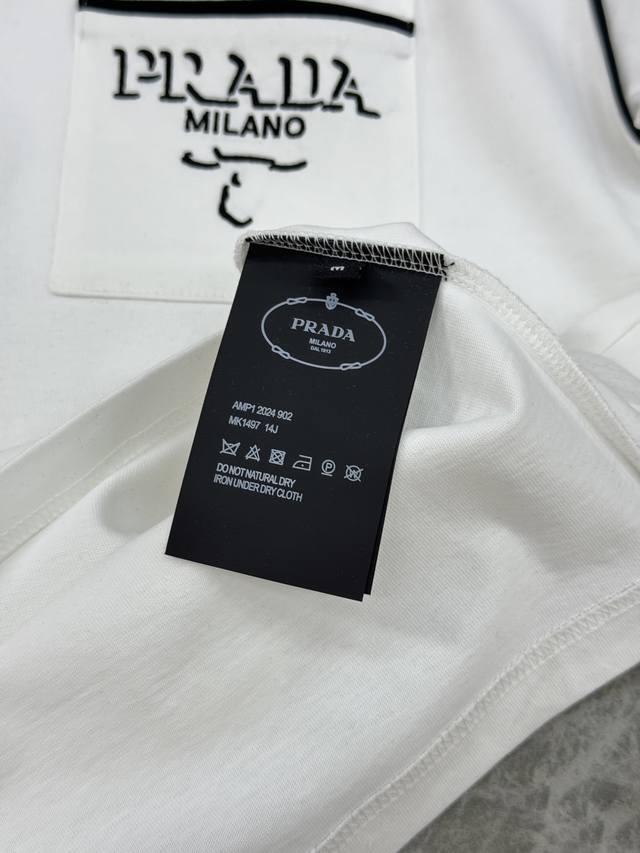 PRADA
MILANO
PRADA
MILANO
DAL 1913
AMP1 2024 902
MK1497 14J
DO NOT NATURAL DRY
IRON UNDER DRY CLOTH